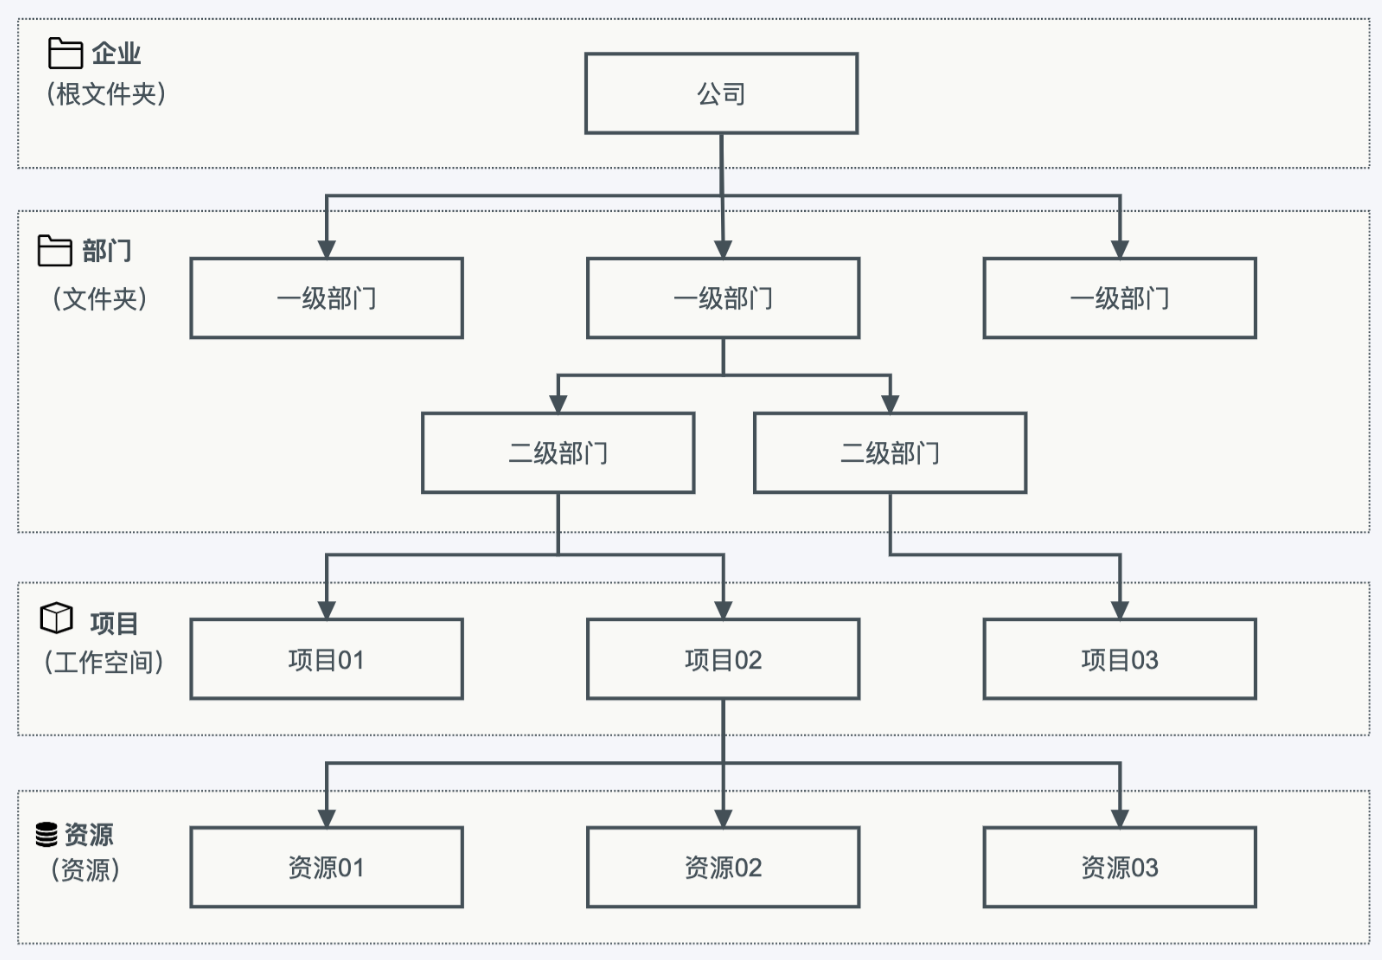 企业
（根文件夹）
公司
部门
（文件夹）
一级部门
一级部门
一级部门
二级部门
二级部门
项目
（工作空间）
项目01
项目02
项目03
资源
（资源）
资源01
资源02
资源03